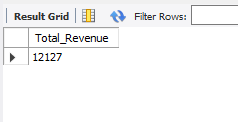 Result Grid Filter Rows:
Total_Revenue
12127